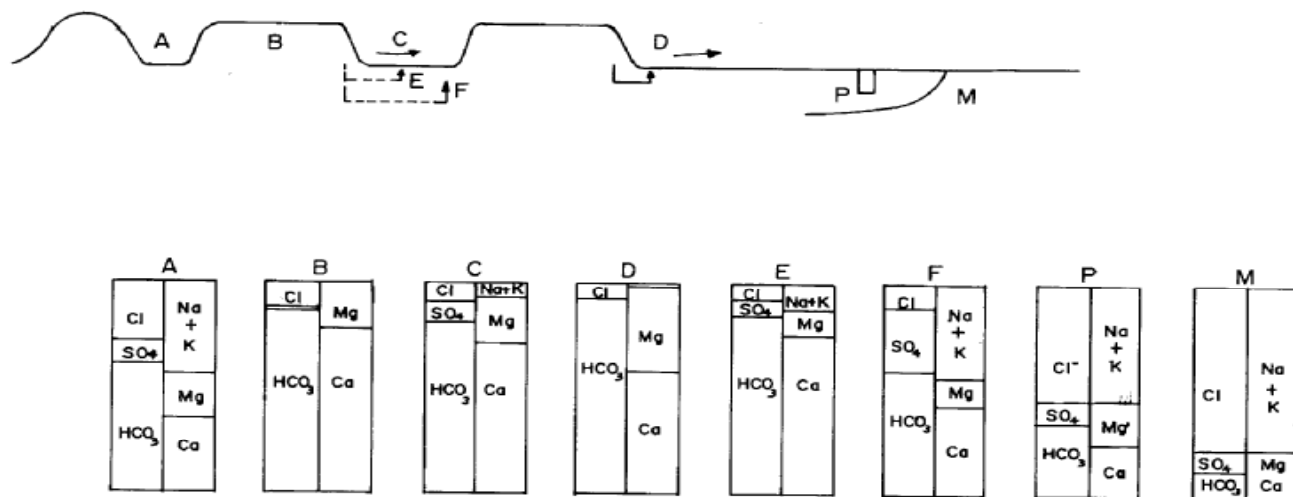 A B C D
E F P M
A B C D E F P M
Cl Na + K
SO4
HCO3 Mg
Ca
Cl Mg
HCO3 Ca
Cl Na+K
SO4 Mg
HCO3 Ca
Cl Mg
HCO3 Ca
Cl Na+K
SO4 Mg
HCO3 Ca
Cl Na + K
SO4
HCO3 Mg
Ca
Cl⁻ Na + K
SO4 Mg
HCO3 Ca
Cl Na + K
SO4 Mg
HCO3 Ca